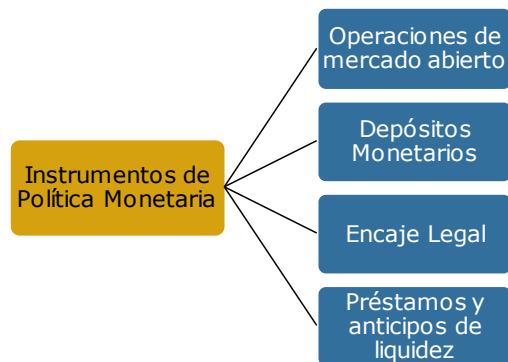 Operaciones de
mercado abierto
Depósitos
Monetarios
Instrumentos de
Política Monetaria
Encaje Legal
Préstamos y
anticipos de
liquidez